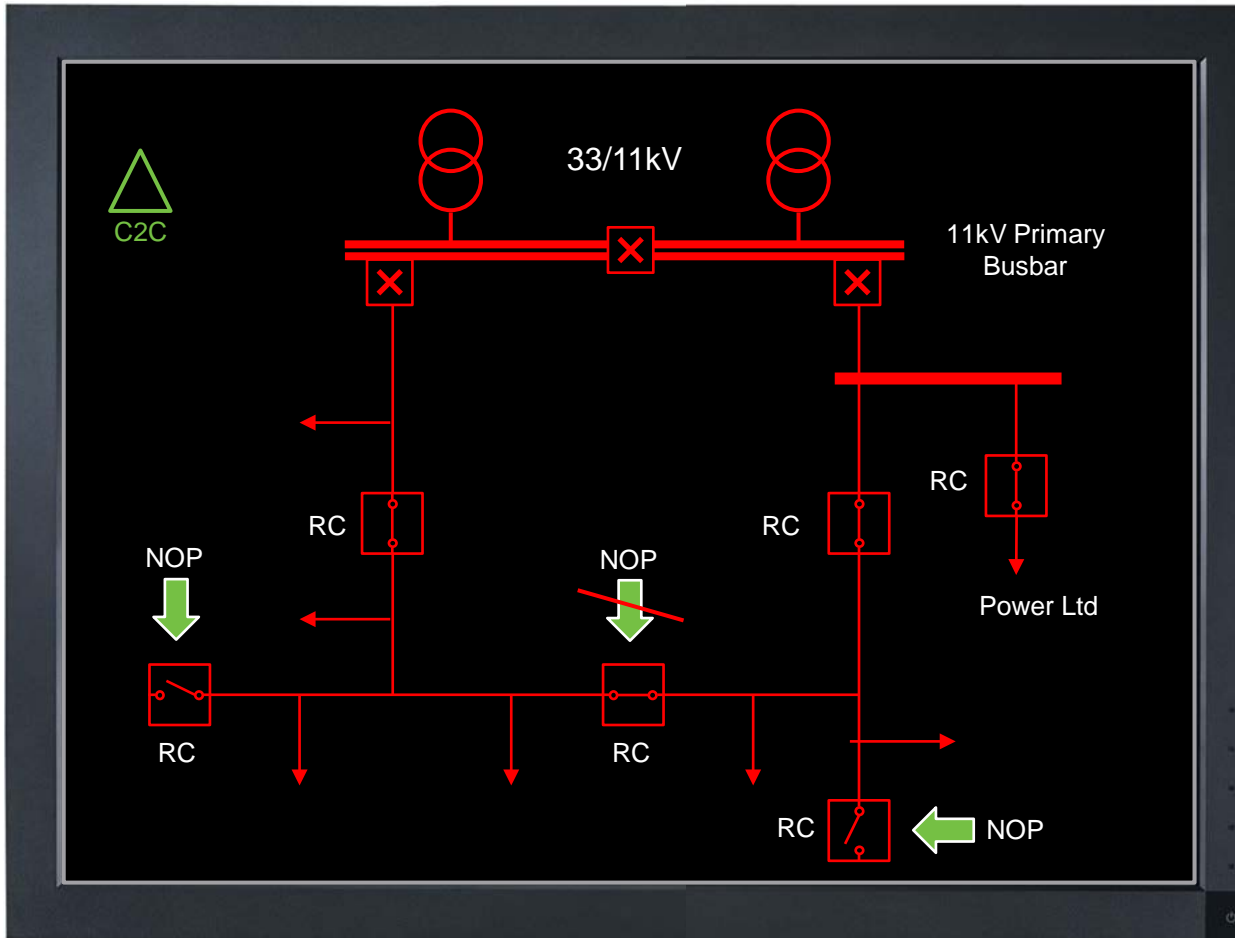 33/11kV
C2C
11kV Primary
Busbar
RC
RC
RC
NOP
NOP
Power Ltd
RC
RC
RC
NOP